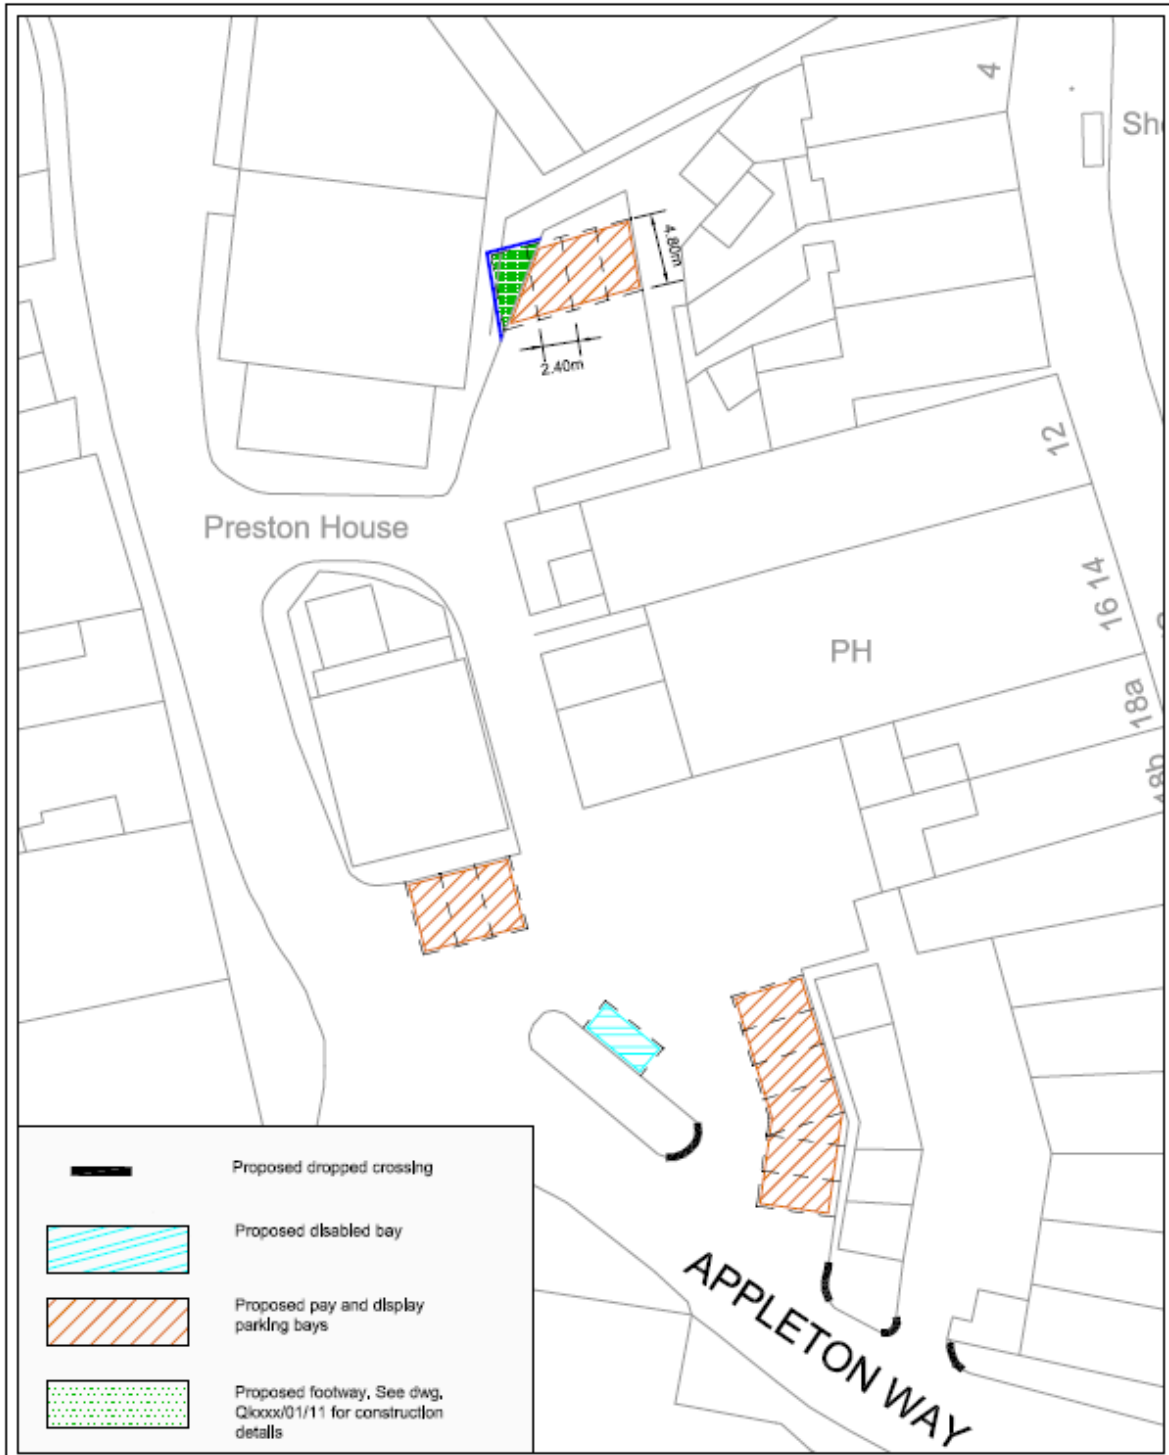 4
Sh
4.80m
2.40m
12
Preston House
16 14
PH
18a
18b
APPLETON WAY
Proposed dropped crossing
Proposed disabled bay
Proposed pay and display
parking bays
Proposed footway, See dwg,
Qkxxx/01/11 for construction
details